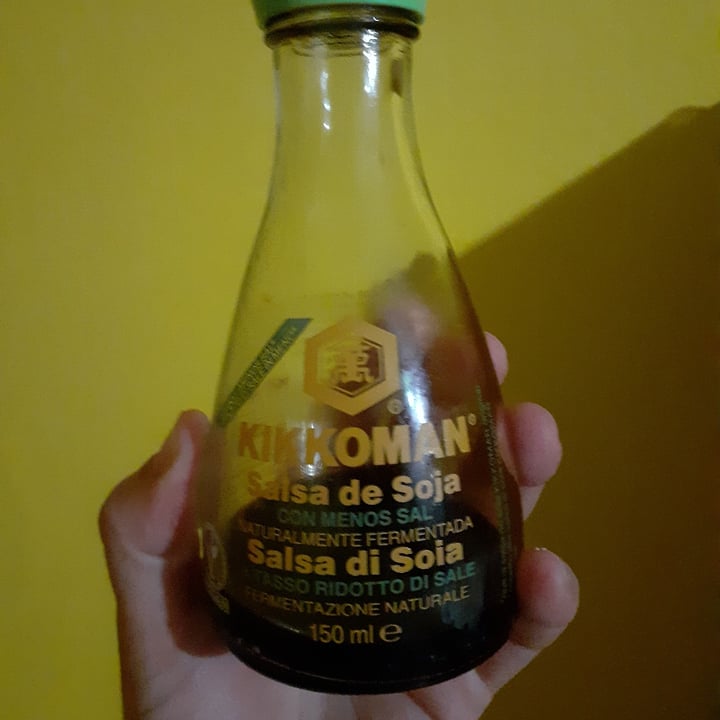 萬
®
KIKKOMAN®
Salsa de Soja
CON MENOS SAL
NATURALMENTE FERMENTADA
Salsa di Soia
TASSO RIDOTTO DI SALE
FERMENTAZIONE NATURALE
150 ml e